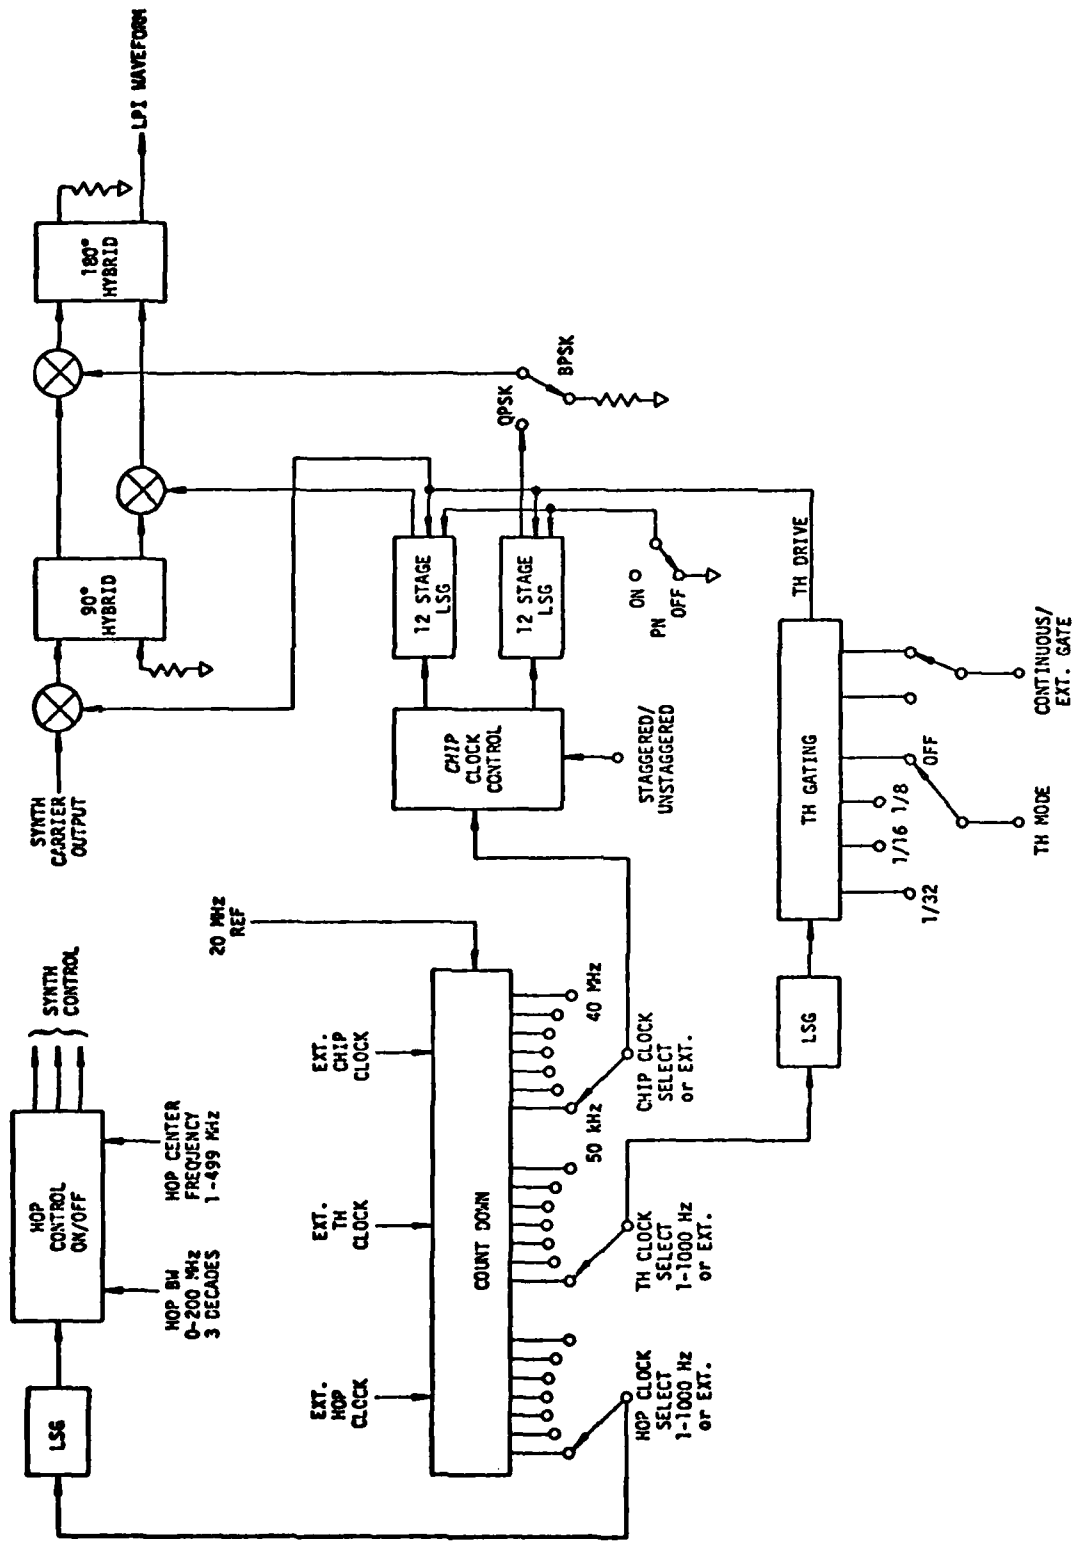 LSG
HOP
CONTROL
ON/OFF
SYNTH
CONTROL
HOP BW
0-200 MHz
3 DECADES
HOP CENTER
FREQUENCY
1-499 MHz
SYNTH
CARRIER
OUTPUT
90°
HYBRID
180°
HYBRID
LPI WAVEFORM
EXT.
HOP
CLOCK
EXT.
TH
CLOCK
EXT.
CHIP
CLOCK
20 MHz
REF
COUNT DOWN
50 kHz
40 MHz
HOP CLOCK
SELECT
1-1000 Hz
or EXT.
TH CLOCK
SELECT
1-1000 Hz
or EXT.
CHIP CLOCK
SELECT
or EXT.
CHIP
CLOCK
CONTROL
STAGGERED/
UNSTAGGERED
12 STAGE
LSG
12 STAGE
LSG
QPSK
BPSK
ON
PN
OFF
LSG
TH GATING
TH DRIVE
1/32
1/16
1/8
OFF
TH MODE
CONTINUOUS/
EXT. GATE